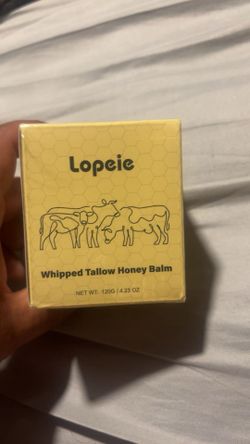 Lopeie
Whipped Tallow Honey Balm
NET WT. 120G / 4.23 OZ